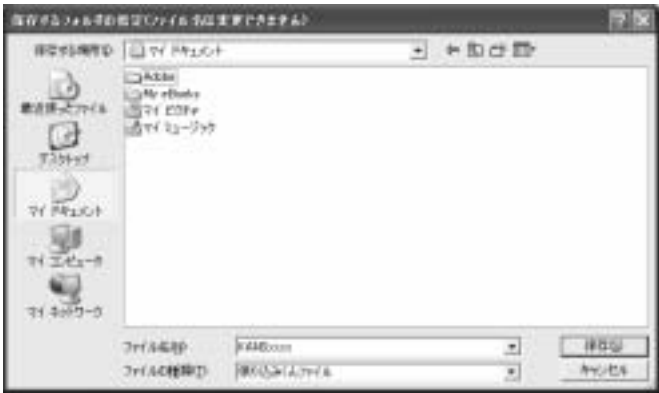 保存するフォルダの指定(ファイル名は変更できません)
保存する場所(I):
マイ ドキュメント
Adobe
My eBooks
マイ ピクチャ
マイ ミュージック
最近使ったファイル
デスクトップ
マイ ドキュメント
マイ コンピュータ
マイ ネットワーク
ファイル名(N):
ファイルの種類(T):
保存(S)
キャンセル